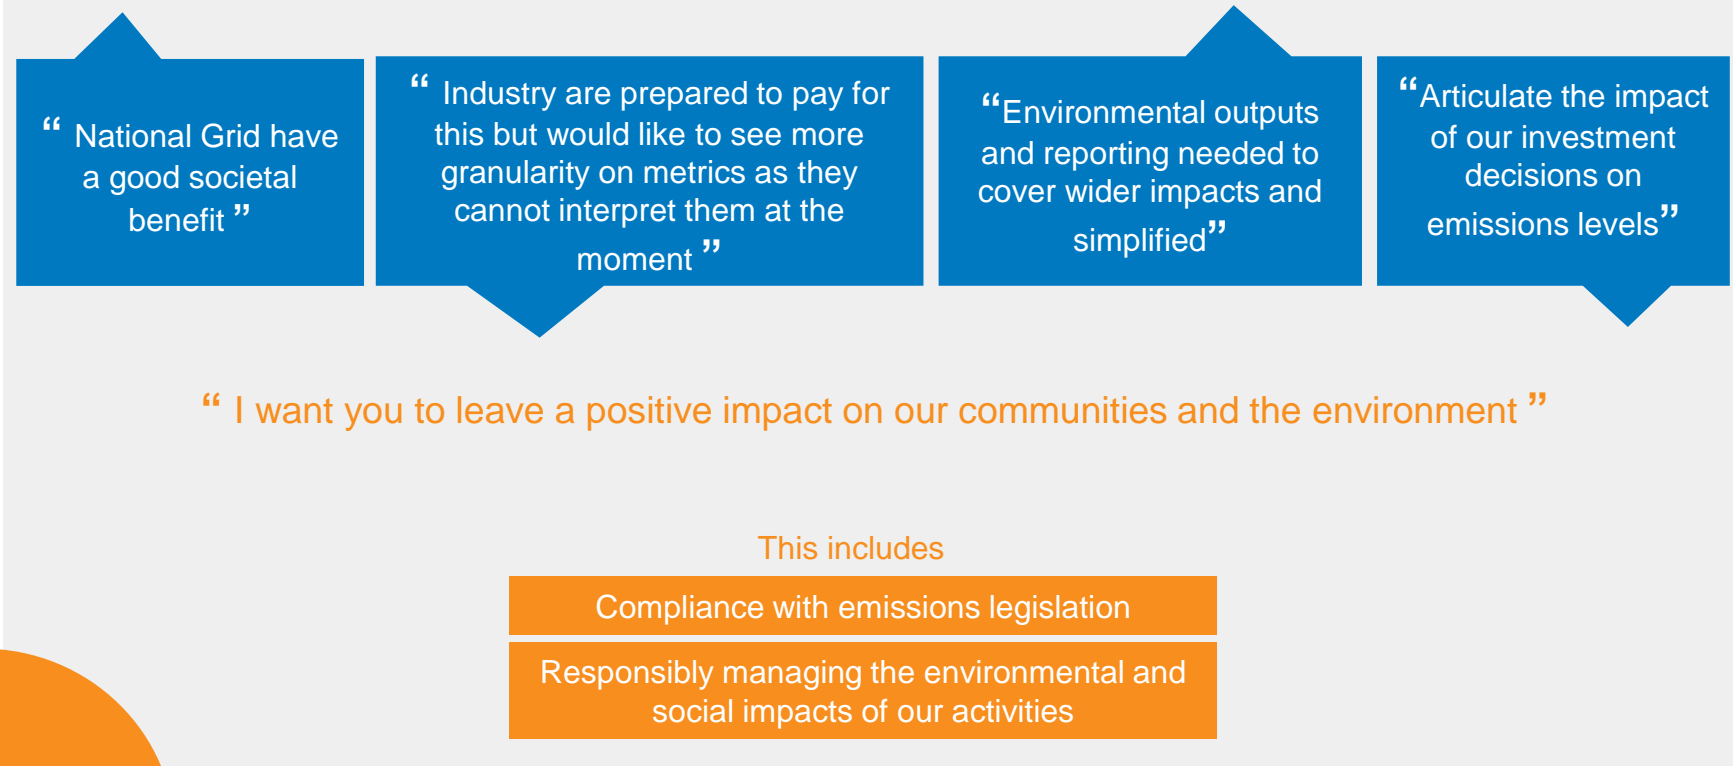 “ National Grid have
a good societal
benefit ”
“ Industry are prepared to pay for
this but would like to see more
granularity on metrics as they
cannot interpret them at the
moment ”
“Environmental outputs
and reporting needed to
cover wider impacts and
simplified”
“Articulate the impact
of our investment
decisions on
emissions levels”
“ I want you to leave a positive impact on our communities and the environment ”
This includes
Compliance with emissions legislation
Responsibly managing the environmental and
social impacts of our activities